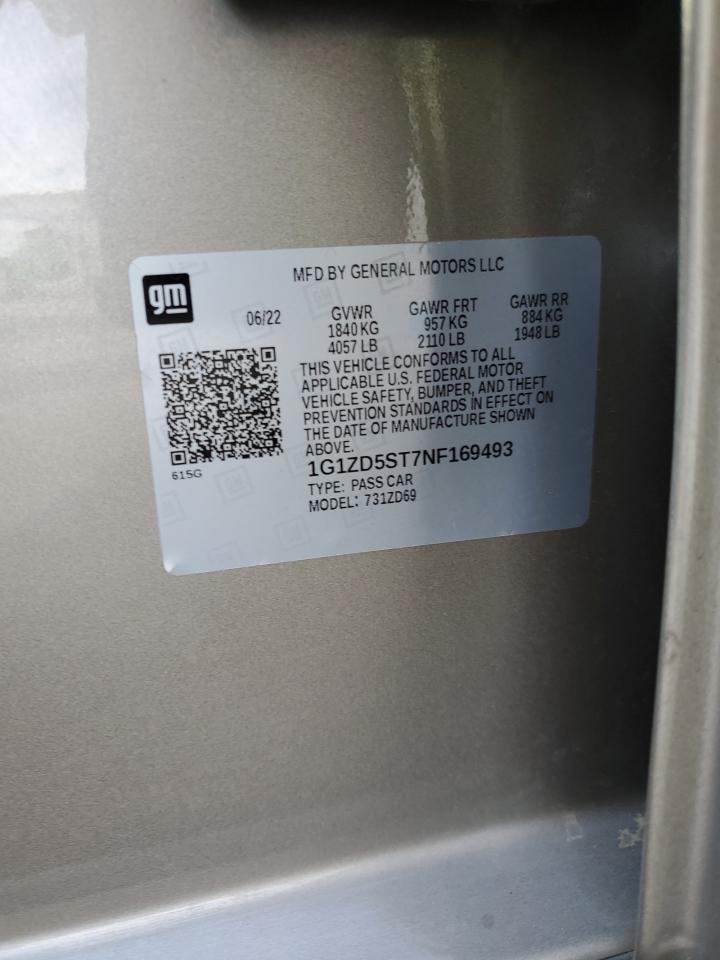 gm
MFD BY GENERAL MOTORS LLC
06/22 GVWR GAWR FRT GAWR RR
1840 KG 957 KG 884 KG
4057 LB 2110 LB 1948 LB
THIS VEHICLE CONFORMS TO ALL
APPLICABLE U.S. FEDERAL MOTOR
VEHICLE SAFETY, BUMPER, AND THEFT
PREVENTION STANDARDS IN EFFECT ON
THE DATE OF MANUFACTURE SHOWN
ABOVE.
615G
1G1ZD5ST7NF169493
TYPE: PASS CAR
MODEL: 731ZD69